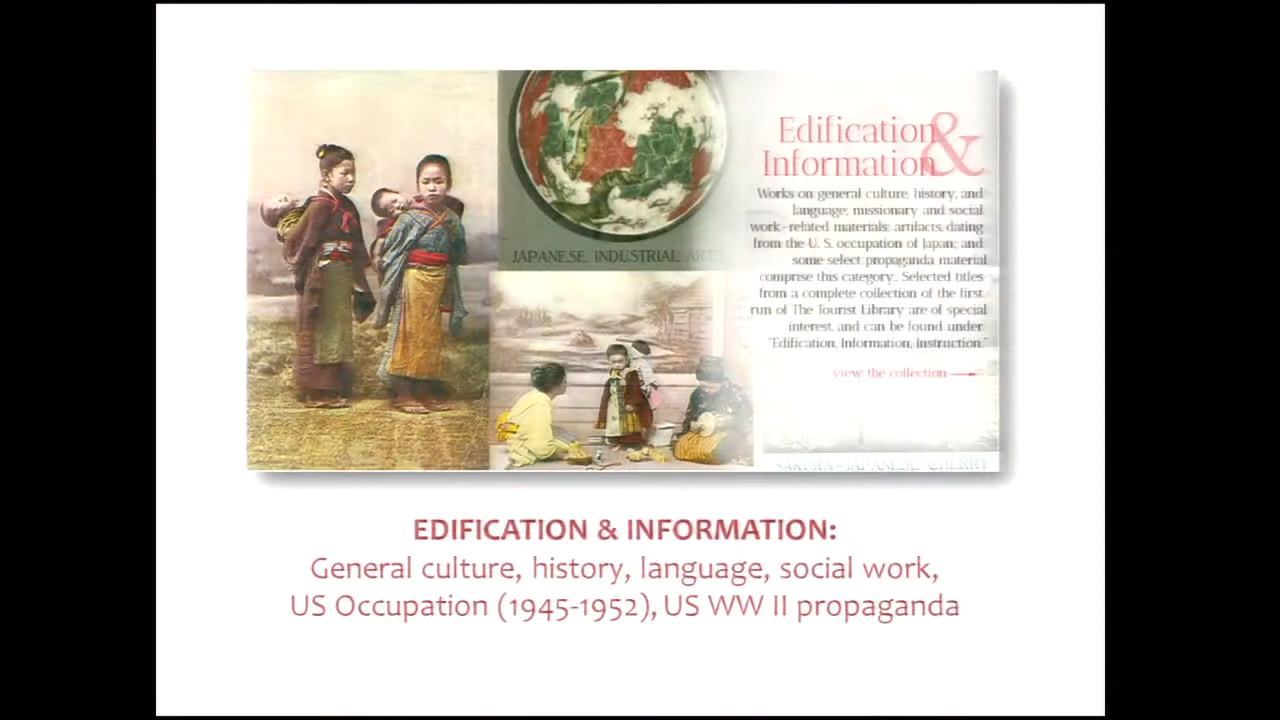 JAPANESE INDUSTRIAL
Edification &
Information
Works on general culture, history, and
language; missionary and social
work-related materials; artifacts dating
from the U. S. occupation of Japan; and
some select propaganda material
comprise this category. Selected titles
from a complete collection of the first
run of The Tourist Library are of special
interest, and can be found under
"Edification, Information, Instruction."
view the collection
SAKURA—JAPANESE CHERRY
EDIFICATION & INFORMATION:
General culture, history, language, social work,
US Occupation (1945-1952), US WW II propaganda